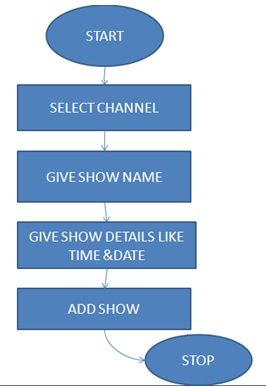 START
SELECT CHANNEL
GIVE SHOW NAME
GIVE SHOW DETAILS LIKE
TIME &DATE
ADD SHOW
STOP